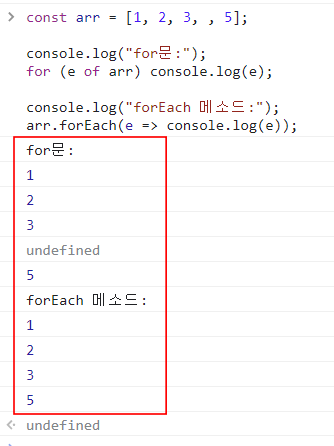 const arr = [1, 2, 3, , 5];
console.log("for문:");
for (e of arr) console.log(e);
console.log("forEach 메소드:");
arr.forEach(e => console.log(e));
for문:
1
2
3
undefined
5
forEach 메소드:
1
2
3
5
undefined